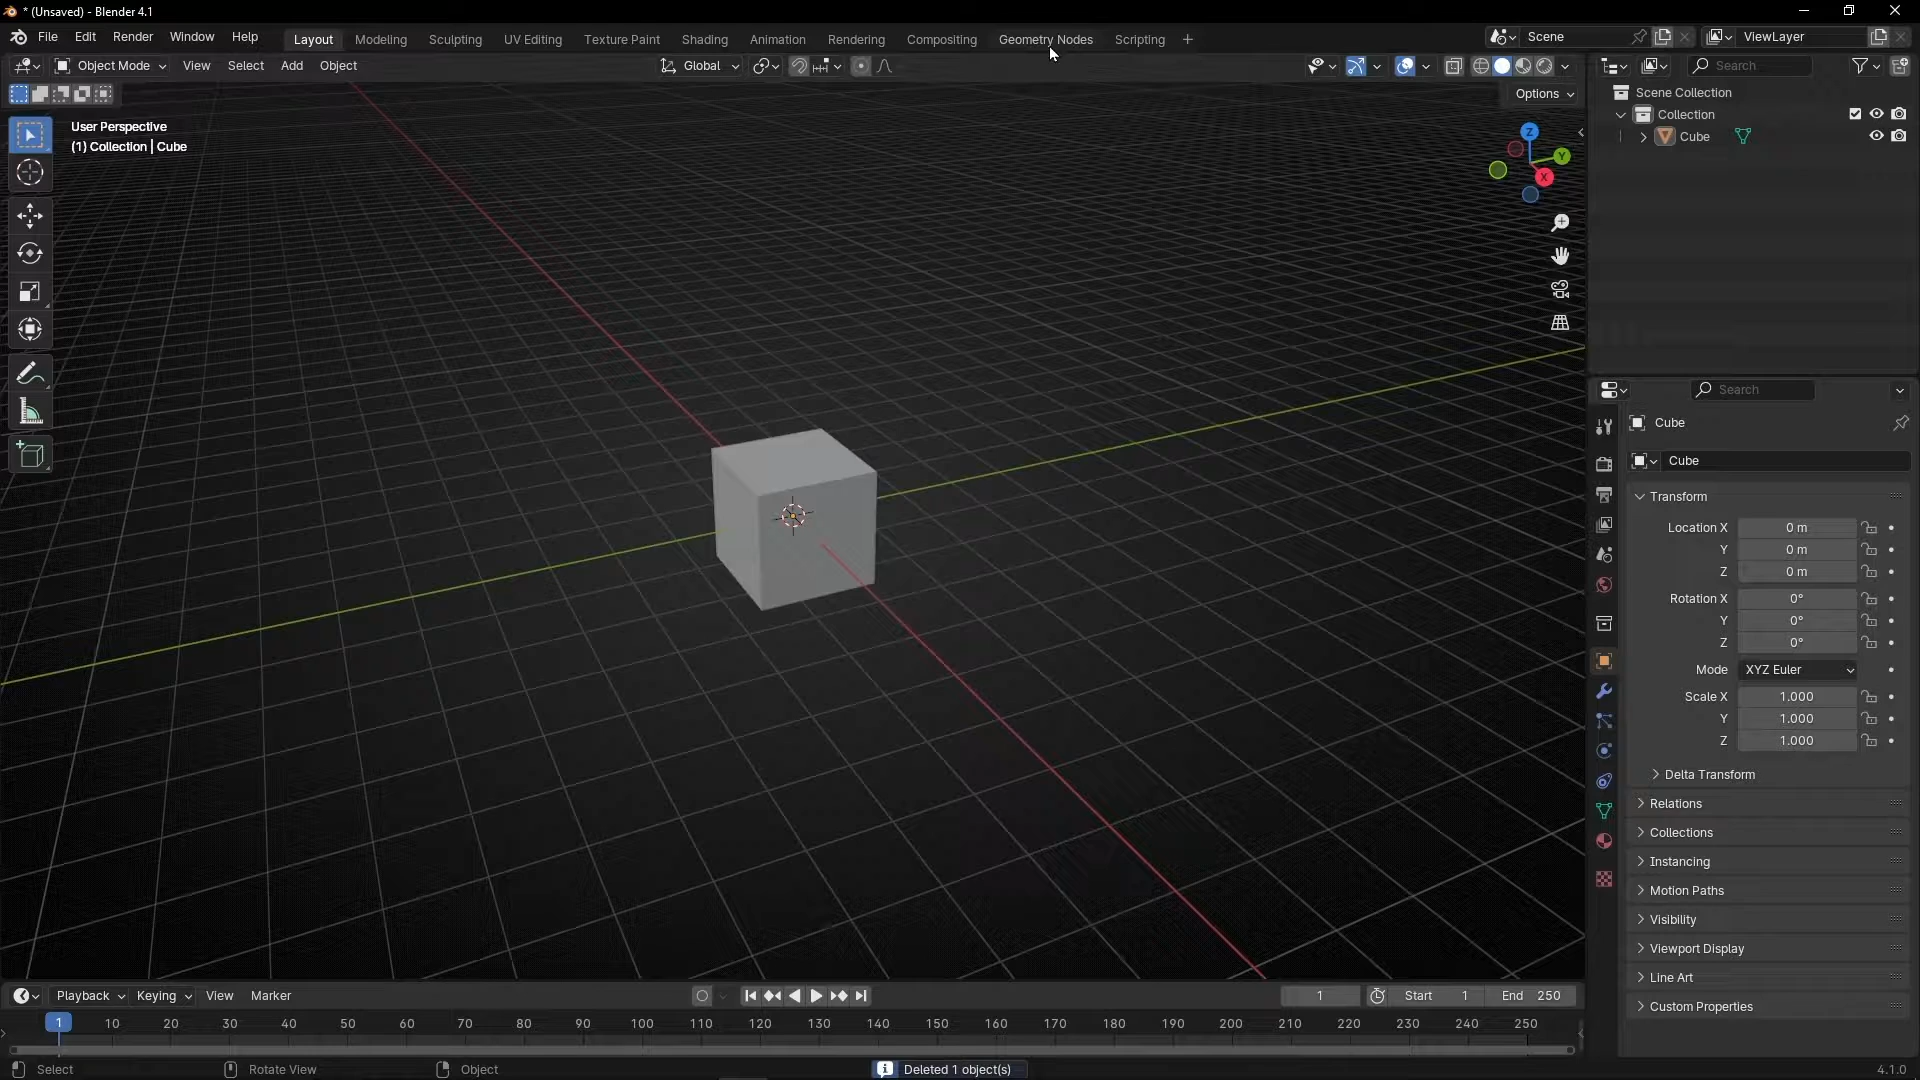 * (Unsaved) - Blender 4.1
File Edit Render Window Help Layout Modeling Sculpting UV Editing Texture Paint Shading Animation Rendering Compositing Geometry Nodes Scripting + Scene ViewLayer
Object Mode View Select Add Object Global Search
Options
User Perspective
(1) Collection | Cube
Z
Y
X
Scene Collection
Collection
Cube
Search
Cube
Cube
Transform
Location X 0 m
Y 0 m
Z 0 m
Rotation X 0°
Y 0°
Z 0°
Mode XYZ Euler
Scale X 1.000
Y 1.000
Z 1.000
Delta Transform
Relations
Collections
Instancing
Motion Paths
Visibility
Viewport Display
Line Art
Custom Properties
Playback Keying View Marker 1 Start 1 End 250
1 10 20 30 40 50 60 70 80 90 100 110 120 130 140 150 160 170 180 190 200 210 220 230 240 250
Select Rotate View Object Deleted 1 object(s) 4.1.0